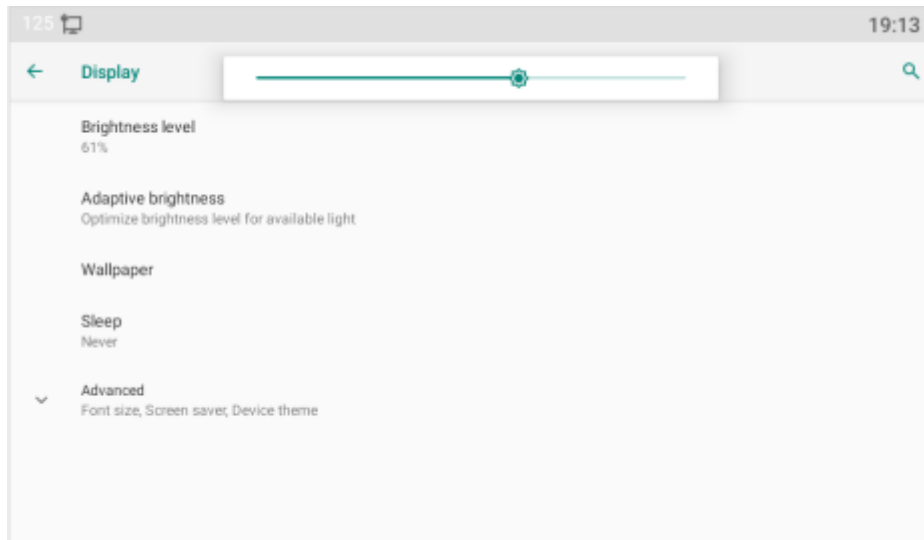 125 19:13
Display
Brightness level
61%
Adaptive brightness
Optimize brightness level for available light
Wallpaper
Sleep
Never
Advanced
Font size, Screen saver, Device theme